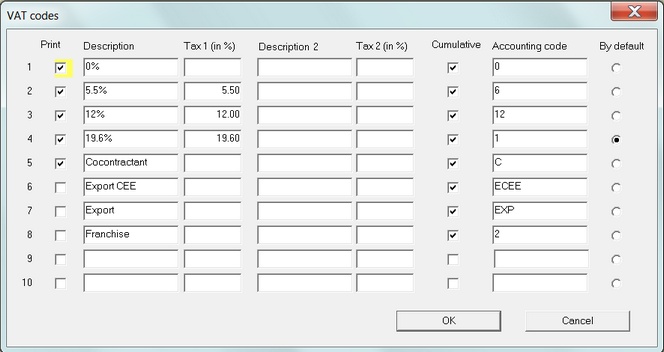 VAT codes
Print Description Tax 1 (in %) Description 2 Tax 2 (in %) Cumulative Accounting code By default
1 0% 0
2 5.5% 5.50 6
3 12% 12.00 12
4 19.6% 19.60 1
5 Cocontractant C
6 Export CEE ECEE
7 Export EXP
8 Franchise 2
9
10
OK Cancel